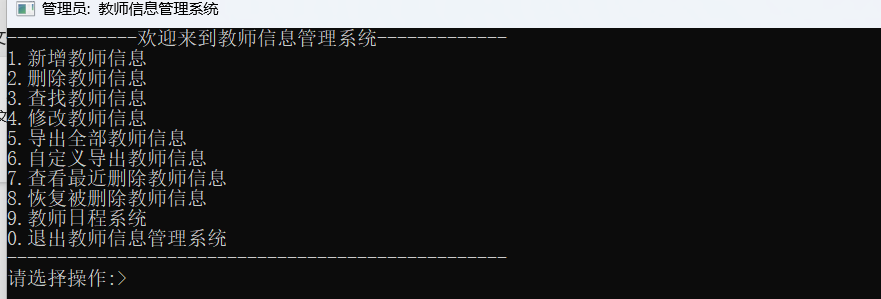 管理员: 教师信息管理系统
-------------欢迎来到教师信息管理系统-------------
1.新增教师信息
2.删除教师信息
3.查找教师信息
4.修改教师信息
5.导出全部教师信息
6.自定义导出教师信息
7.查看最近删除教师信息
8.恢复被删除教师信息
9.教师日程系统
0.退出教师信息管理系统
--------------------------------------------------
请选择操作:>